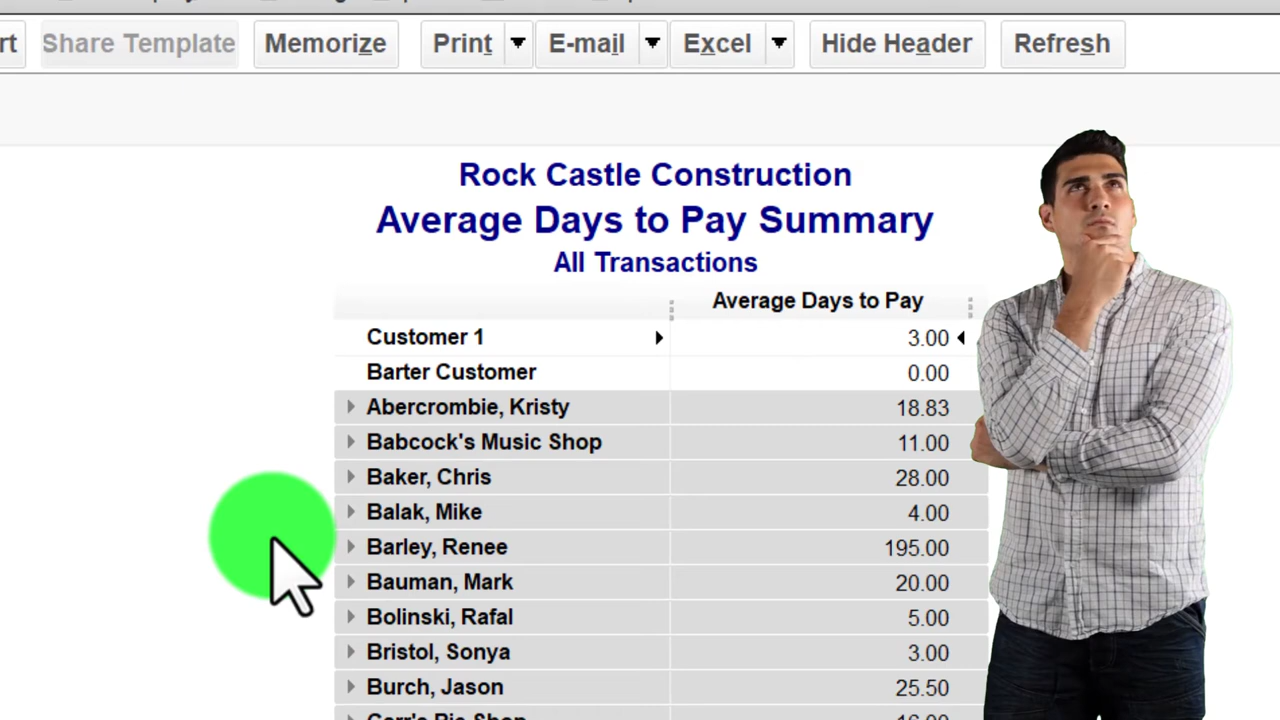 rt Share Template Memorize Print E-mail Excel Hide Header Refresh
Rock Castle Construction
Average Days to Pay Summary
All Transactions
Average Days to Pay
Customer 1 3.00
Barter Customer 0.00
Abercrombie, Kristy 18.83
Babcock's Music Shop 11.00
Baker, Chris 28.00
Balak, Mike 4.00
Barley, Renee 195.00
Bauman, Mark 20.00
Bolinski, Rafal 5.00
Bristol, Sonya 3.00
Burch, Jason 25.50